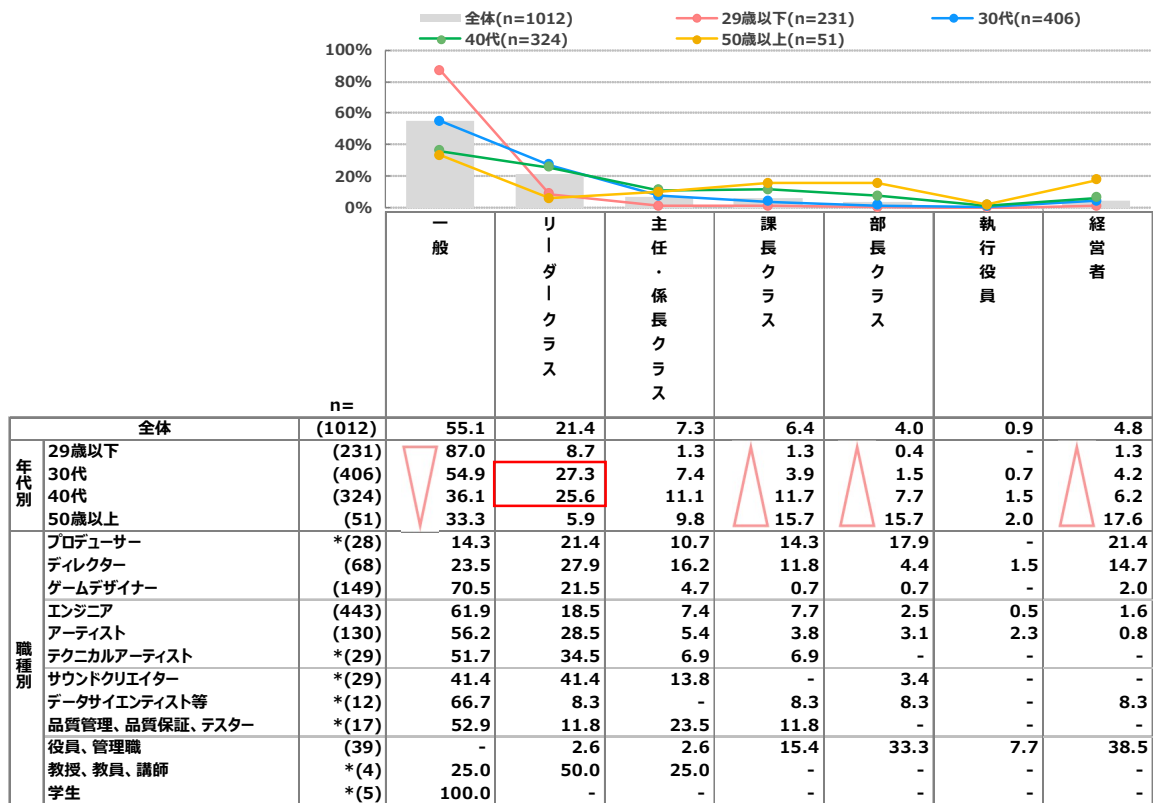 全体(n=1012) 29歳以下(n=231) 30代(n=406)
40代(n=324) 50歳以上(n=51)
100%
80%
60%
40%
20%
0%
一般 リーダークラス 主任・係長クラス 課長クラス 部長クラス 執行役員 経営者
n=
全体 (1012) 55.1 21.4 7.3 6.4 4.0 0.9 4.8
年代別
29歳以下 (231) 87.0 8.7 1.3 1.3 0.4 - 1.3
30代 (406) 54.9 27.3 7.4 3.9 1.5 0.7 4.2
40代 (324) 36.1 25.6 11.1 11.7 7.7 1.5 6.2
50歳以上 (51) 33.3 5.9 9.8 15.7 15.7 2.0 17.6
職種別
プロデューサー *(28) 14.3 21.4 10.7 14.3 17.9 - 21.4
ディレクター (68) 23.5 27.9 16.2 11.8 4.4 1.5 14.7
ゲームデザイナー (149) 70.5 21.5 4.7 0.7 0.7 - 2.0
エンジニア (443) 61.9 18.5 7.4 7.7 2.5 0.5 1.6
アーティスト (130) 56.2 28.5 5.4 3.8 3.1 2.3 0.8
テクニカルアーティスト *(29) 51.7 34.5 6.9 6.9 - - -
サウンドクリエイター *(29) 41.4 41.4 13.8 - 3.4 - -
データサイエンティスト等 *(12) 66.7 8.3 - 8.3 8.3 - 8.3
品質管理、品質保証、テスター *(17) 52.9 11.8 23.5 11.8 - - -
役員、管理職 (39) - 2.6 2.6 15.4 33.3 7.7 38.5
教授、教員、講師 *(4) 25.0 50.0 25.0 - - - -
学生 *(5) 100.0 - - - - - -